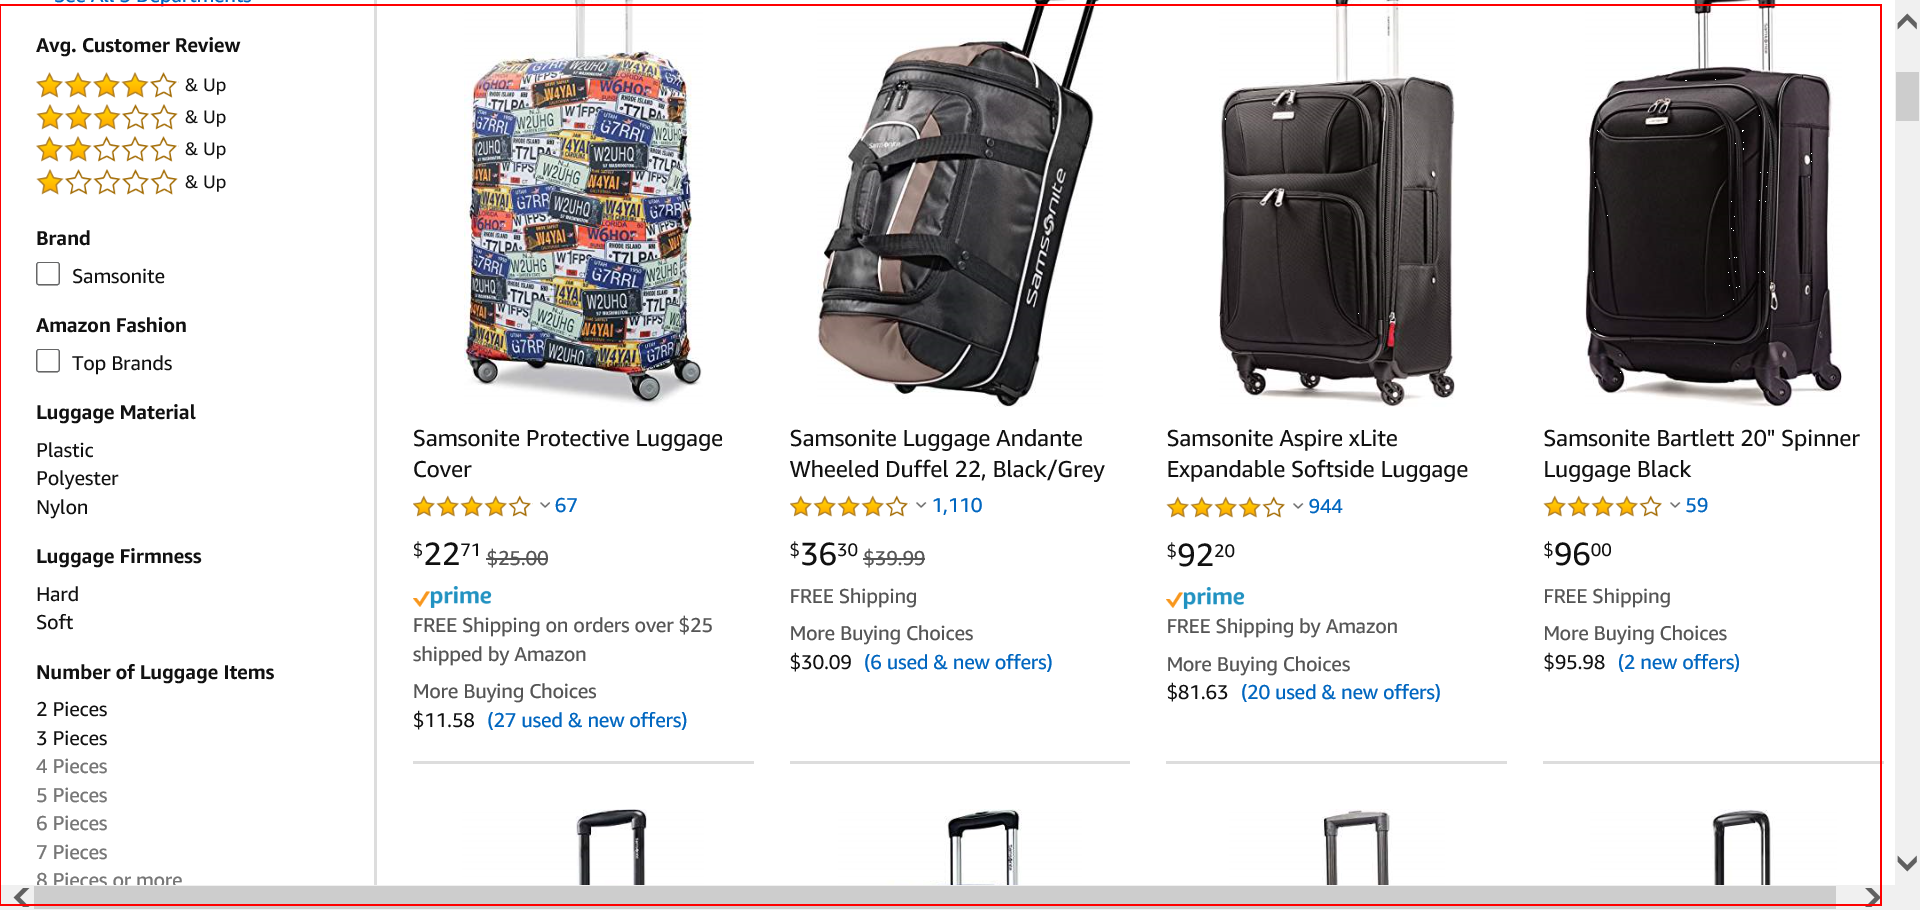 Avg. Customer Review
& Up
& Up
& Up
& Up
Brand
Samsonite
Amazon Fashion
Top Brands
Luggage Material
Plastic
Polyester
Nylon
Luggage Firmness
Hard
Soft
Number of Luggage Items
2 Pieces
3 Pieces
4 Pieces
5 Pieces
6 Pieces
7 Pieces
8 Pieces or more
Samsonite Protective Luggage
Cover
67
$22.71 $25.00
prime
FREE Shipping on orders over $25
shipped by Amazon
More Buying Choices
$11.58 (27 used & new offers)
Samsonite
Samsonite Luggage Andante
Wheeled Duffel 22, Black/Grey
1,110
$36.30 $39.99
FREE Shipping
More Buying Choices
$30.09 (6 used & new offers)
Samsonite Aspire xLite
Expandable Softside Luggage
944
$92.20
prime
FREE Shipping by Amazon
More Buying Choices
$81.63 (20 used & new offers)
Samsonite Bartlett 20" Spinner
Luggage Black
59
$96.00
FREE Shipping
More Buying Choices
$95.98 (2 new offers)